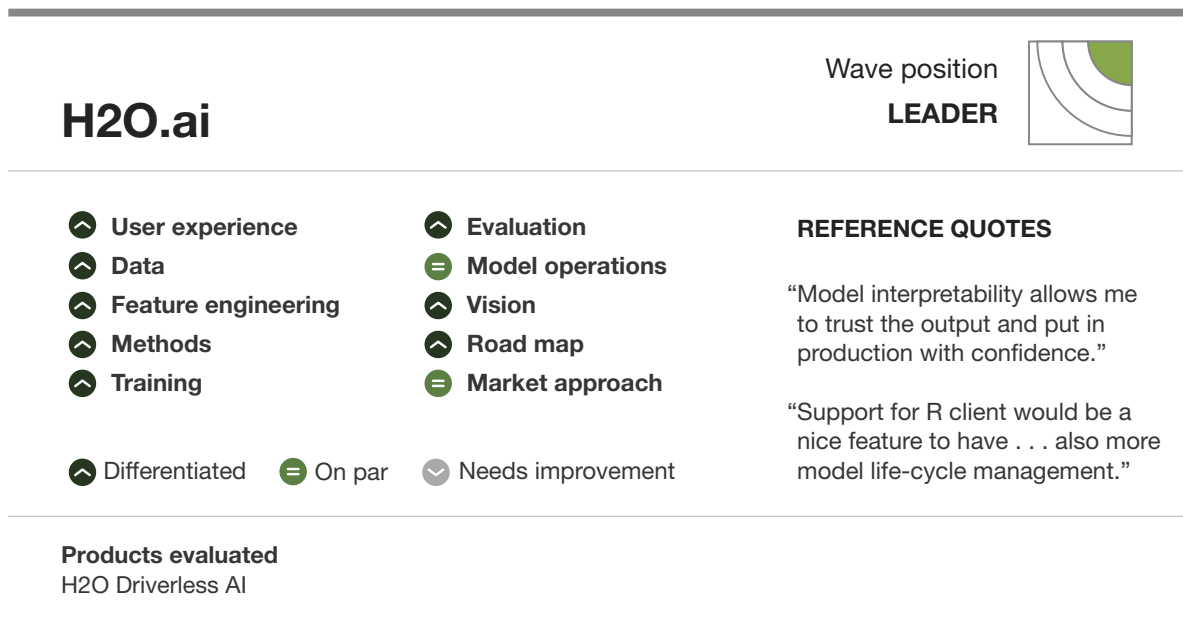 Wave position
LEADER
H2O.ai
User experience
Data
Feature engineering
Methods
Training
Evaluation
Model operations
Vision
Road map
Market approach
Differentiated
On par
Needs improvement
REFERENCE QUOTES
“Model interpretability allows me
to trust the output and put in
production with confidence.”
“Support for R client would be a
nice feature to have . . . also more
model life-cycle management.”
Products evaluated
H2O Driverless AI